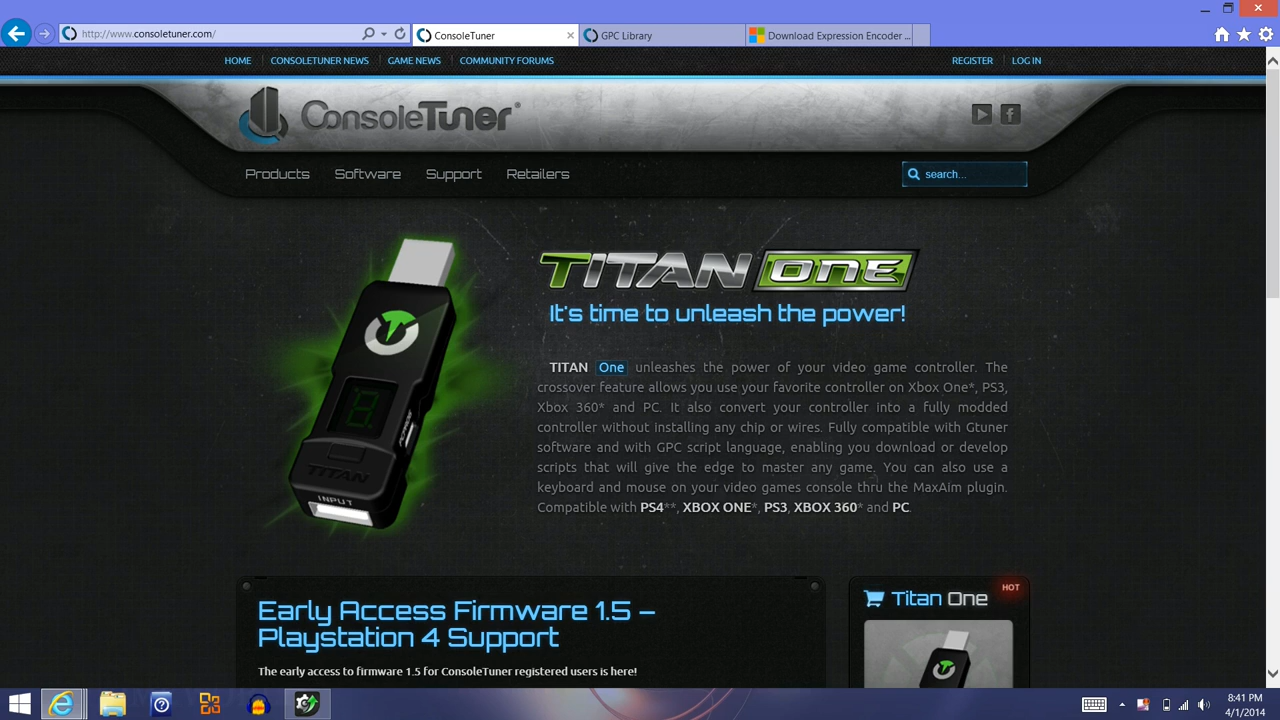 http://www.consoletuner.com/
ConsoleTuner
GPC Library
Download Expression Encoder ...
HOME
CONSOLETUNER NEWS
GAME NEWS
COMMUNITY FORUMS
REGISTER
LOG IN
ConsoleTuner®
Products
Software
Support
Retailers
search...
TITAN ONE
It's time to unleash the power!
TITAN One unleashes the power of your video game controller. The
crossover feature allows you use your favorite controller on Xbox One*, PS3,
Xbox 360* and PC. It also convert your controller into a fully modded
controller without installing any chip or wires. Fully compatible with Gtuner
software and with GPC script language, enabling you download or develop
scripts that will give the edge to master any game. You can also use a
keyboard and mouse on your video games console thru the MaxAim plugin.
Compatible with PS4**, XBOX ONE*, PS3, XBOX 360* and PC.
TITAN
INPUT
Early Access Firmware 1.5 –
Playstation 4 Support
The early access to firmware 1.5 for ConsoleTuner registered users is here!
HOT
Titan One
8:41 PM
4/1/2014